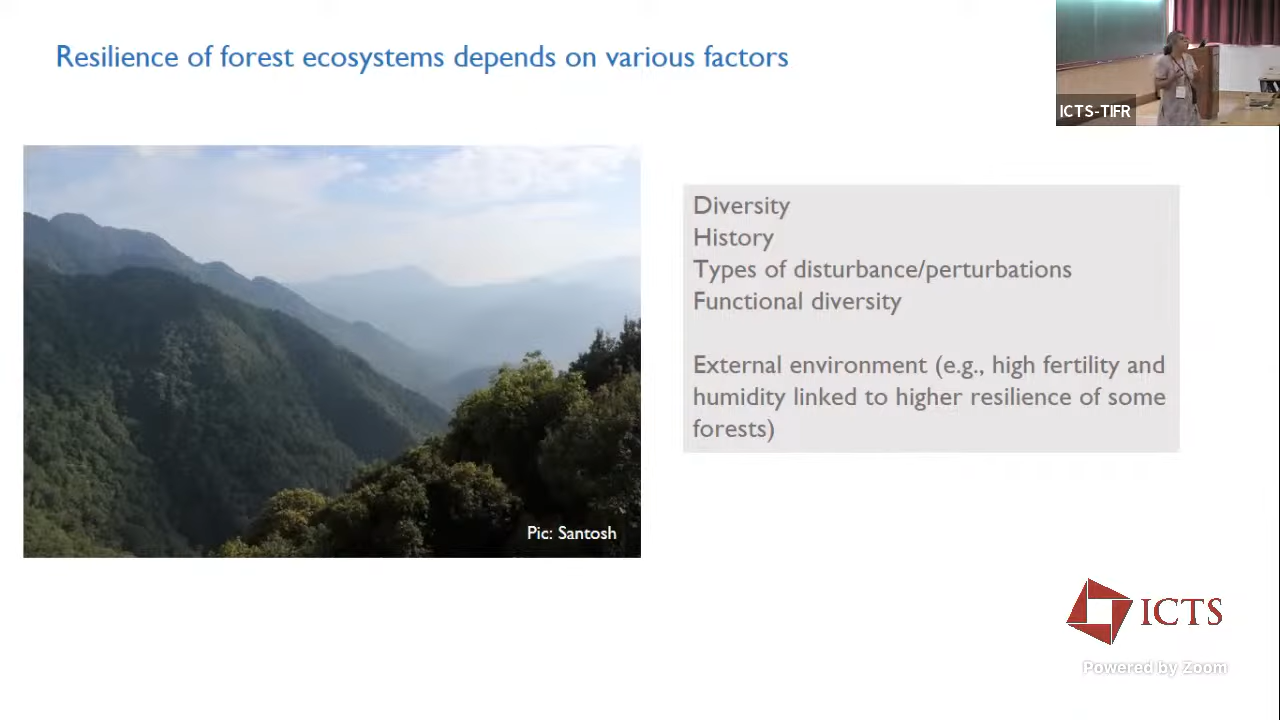 Resilience of forest ecosystems depends on various factors
ICTS-TIFR
Diversity
History
Types of disturbance/perturbations
Functional diversity
External environment (e.g., high fertility and
humidity linked to higher resilience of some
forests)
Pic: Santosh
ICTS
Powered by Zoom